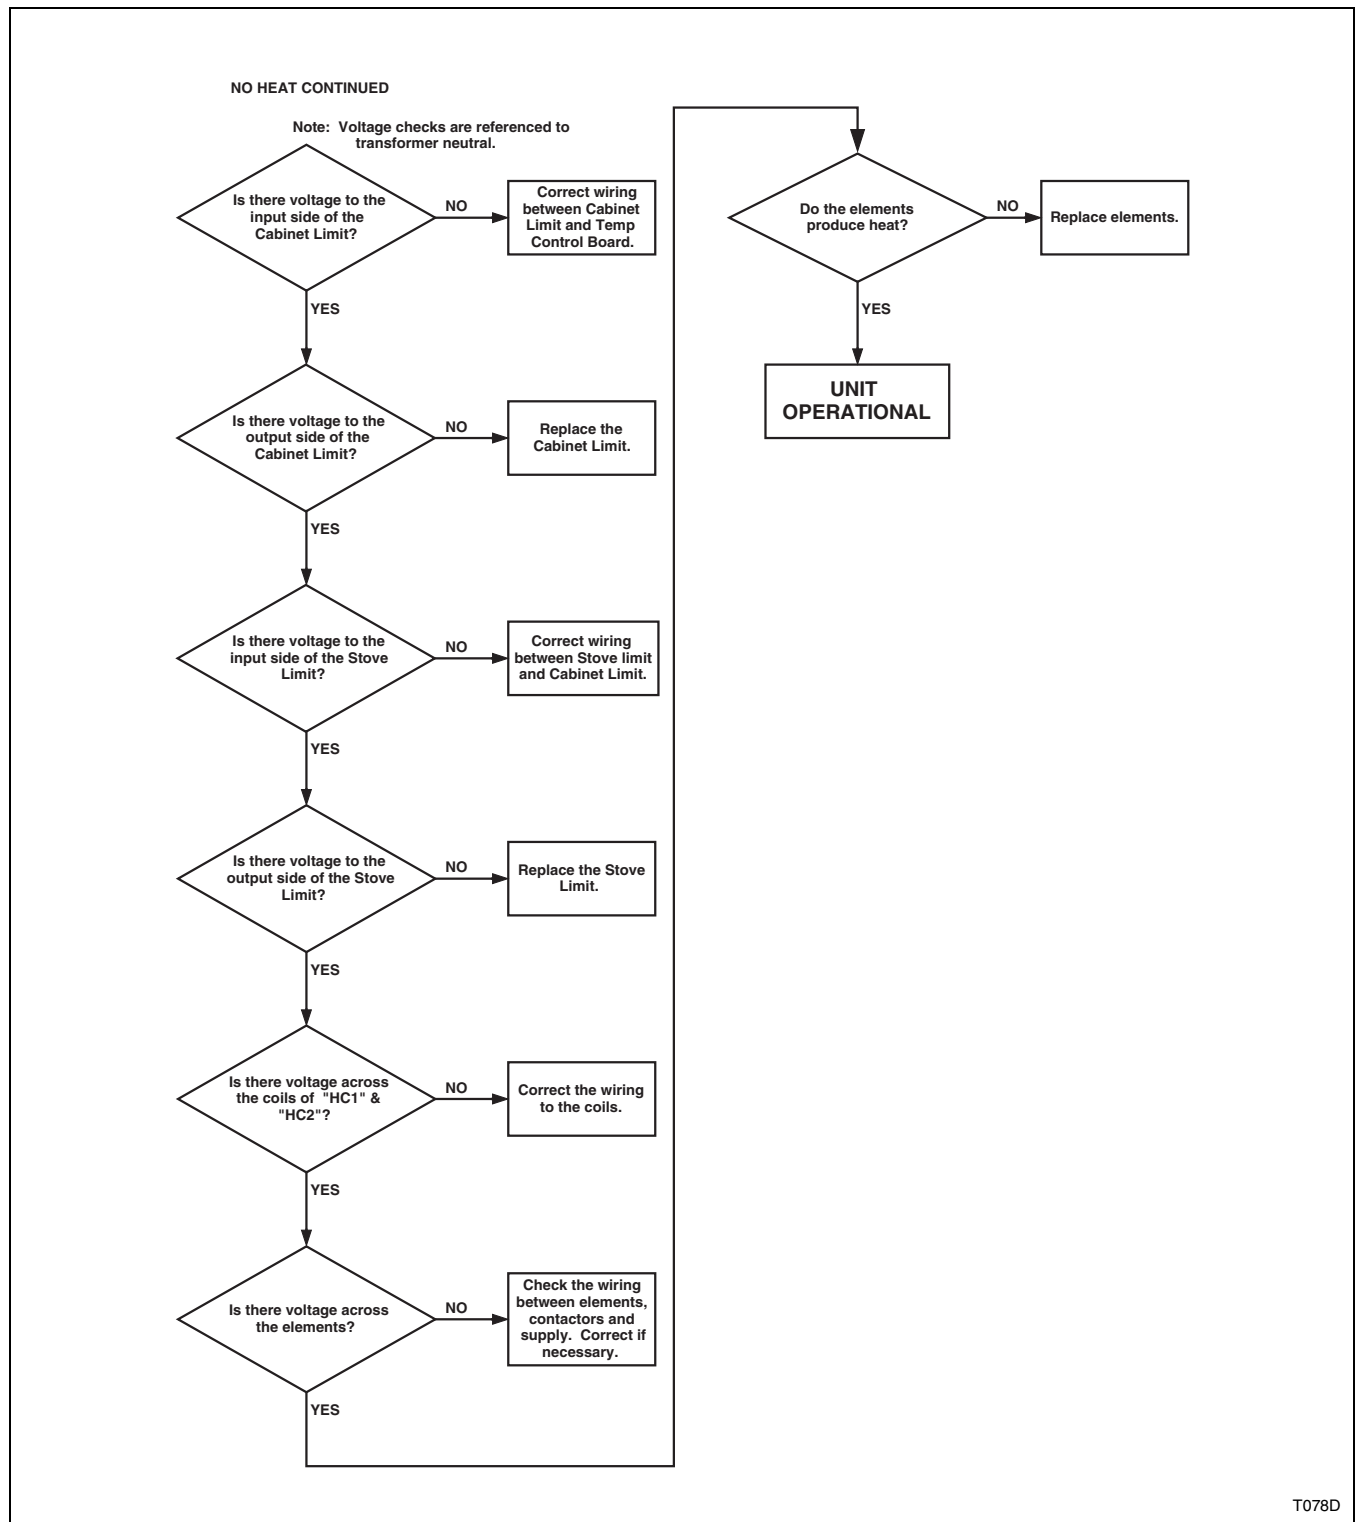 NO HEAT CONTINUED
Note:  Voltage checks are referenced to
transformer neutral.
Is there voltage to the
input side of the
Cabinet Limit?
NO
Correct wiring
between Cabinet
Limit and Temp
Control Board.
YES
Is there voltage to the
output side of the
Cabinet Limit?
NO
Replace the
Cabinet Limit.
YES
Is there voltage to the
input side of the Stove
Limit?
NO
Correct wiring
between Stove limit
and Cabinet Limit.
YES
Is there voltage to the
output side of the Stove
Limit?
NO
Replace the Stove
Limit.
YES
Is there voltage across
the coils of  "HC1" &
"HC2"?
NO
Correct the wiring
to the coils.
YES
Is there voltage across
the elements?
NO
Check the wiring
between elements,
contactors and
supply.  Correct if
necessary.
YES
Do the elements
produce heat?
NO
Replace elements.
YES
UNIT
OPERATIONAL
T078D